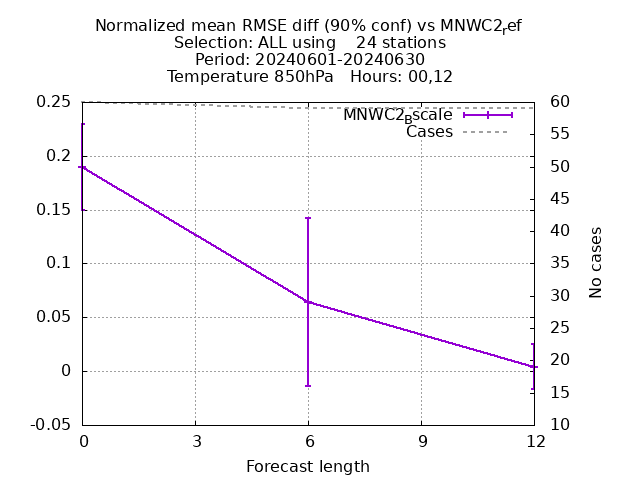 Normalized mean RMSE diff (90% conf) vs MNWC2ref
Selection: ALL using    24 stations
Period: 20240601-20240630
Temperature 850hPa   Hours: 00,12
MNWC2Bscale
Cases
0.25
0.2
0.15
0.1
0.05
0
-0.05
60
55
50
45
40
35
30
25
20
15
10
No cases
0
3
6
9
12
Forecast length